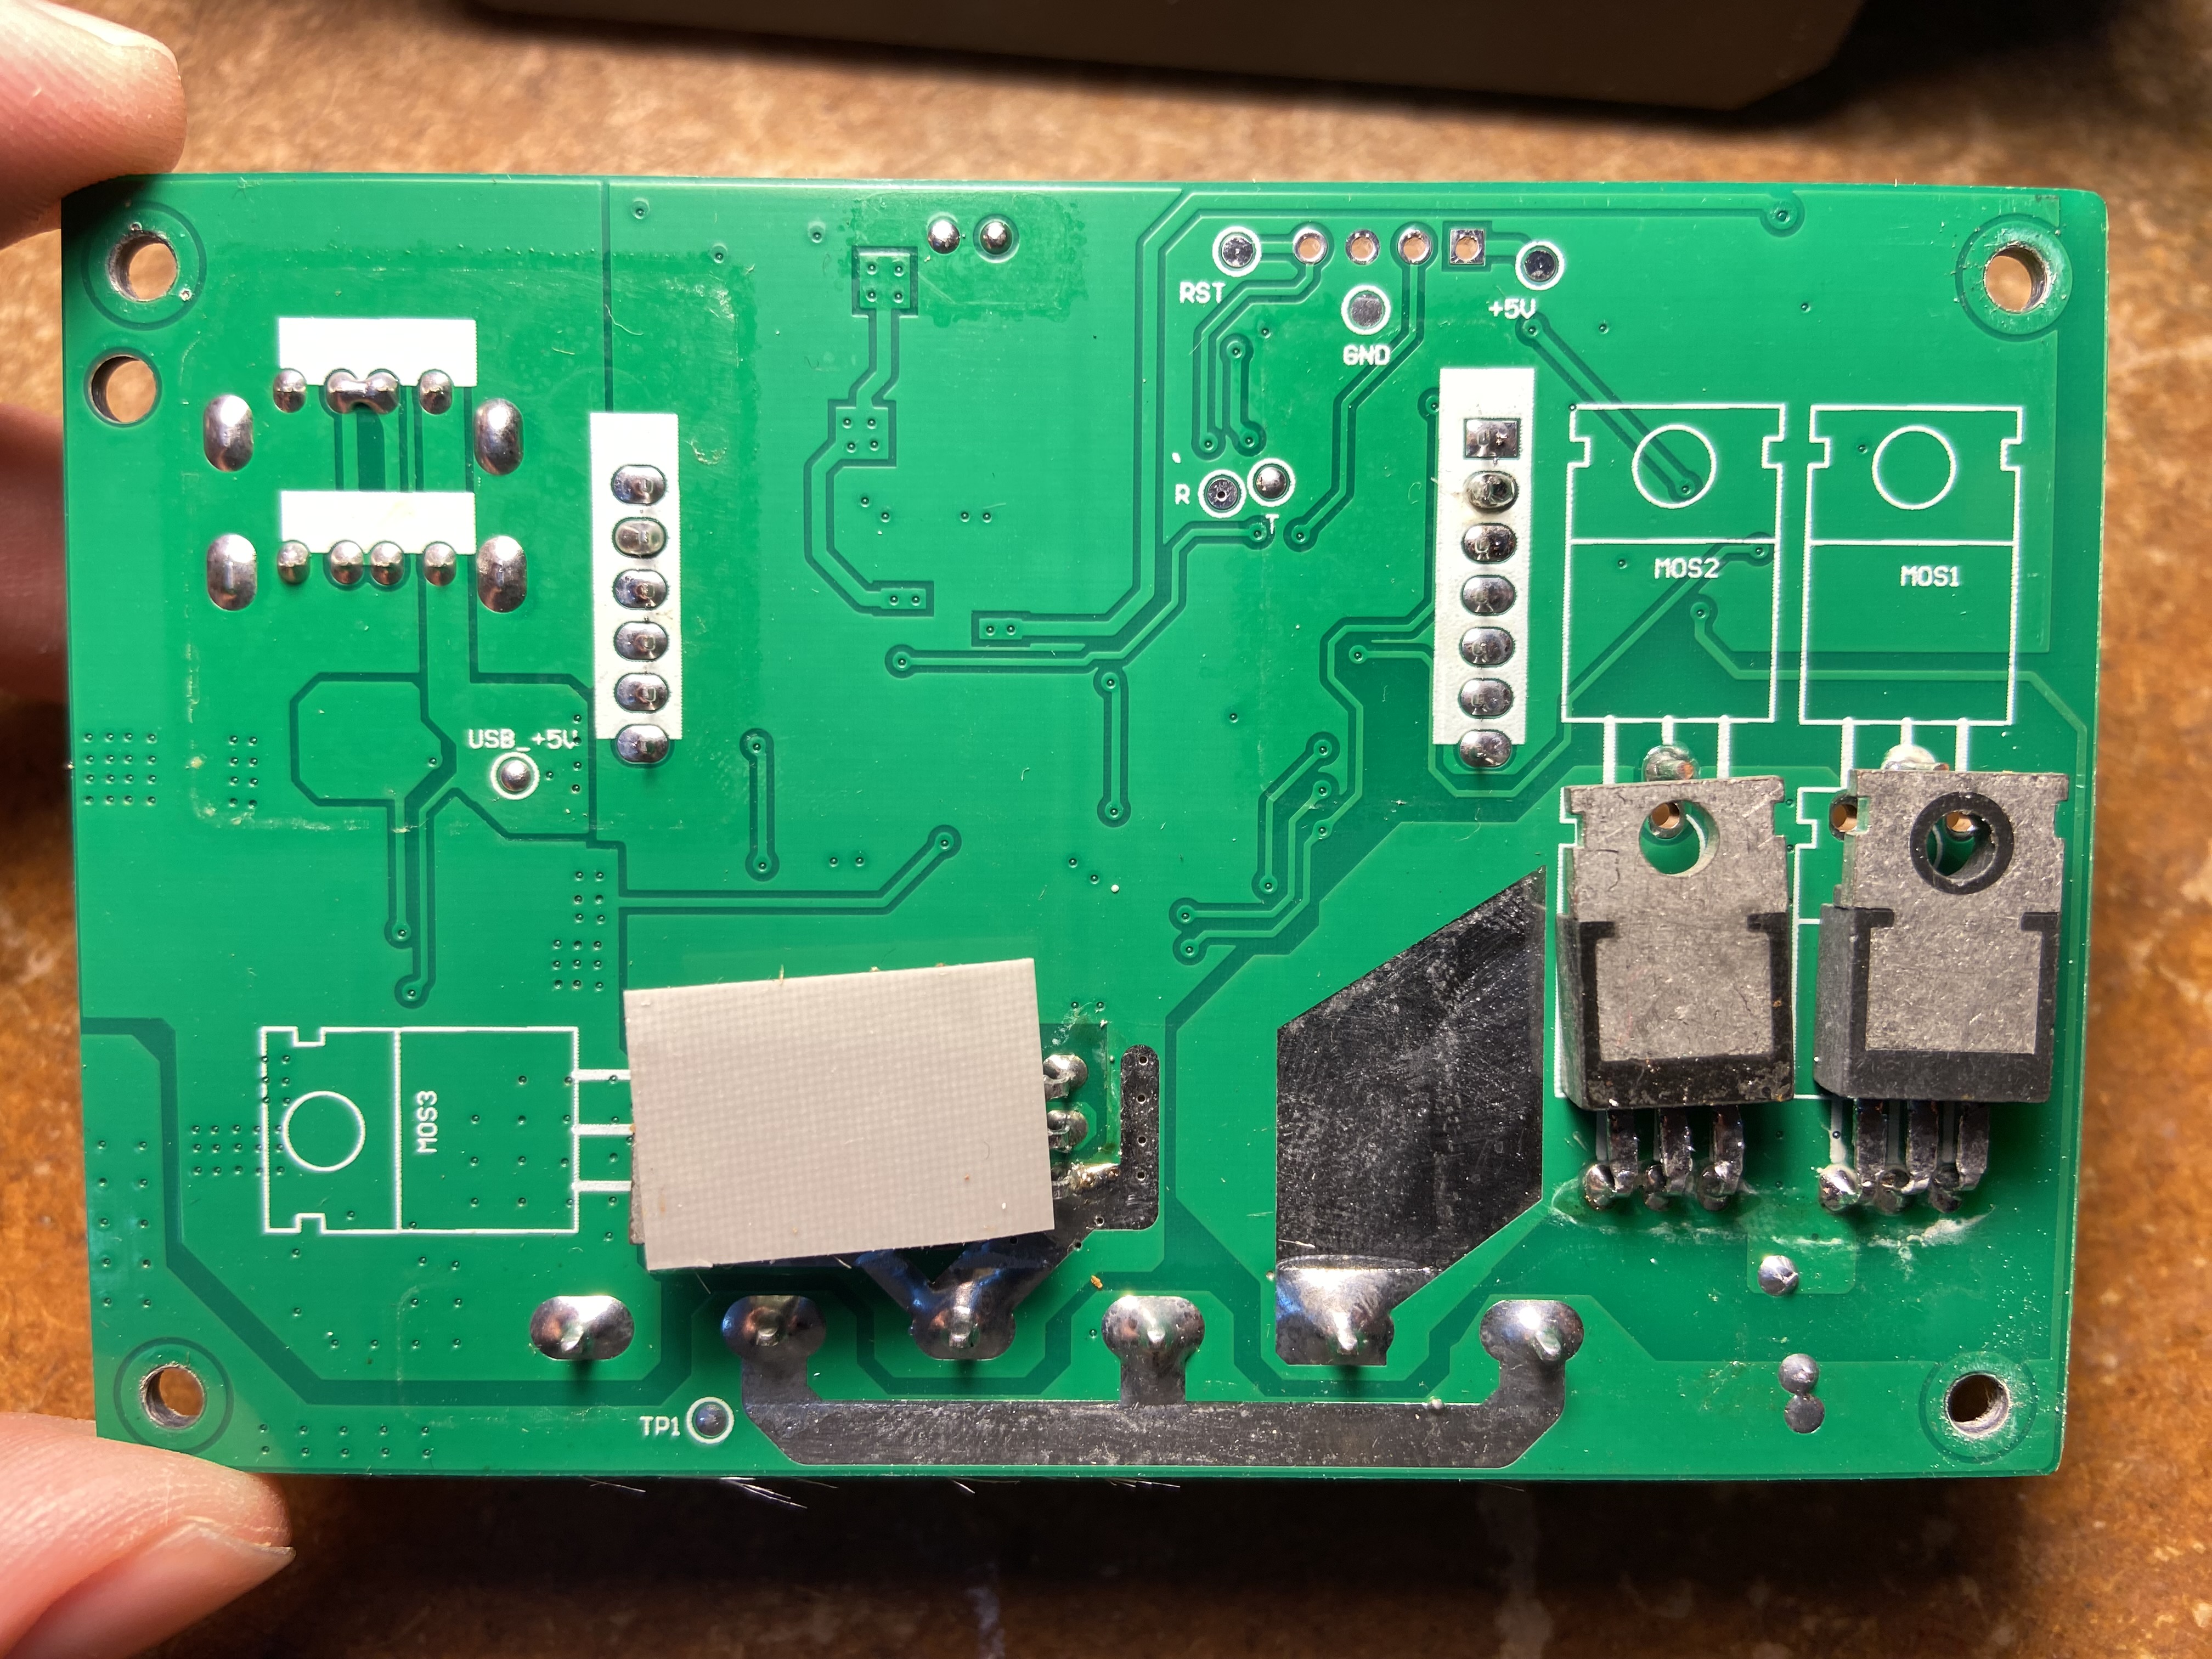 RST
+5V
GND
R
T
MOS2
MOS1
USB_+5V
MOS3
TP1